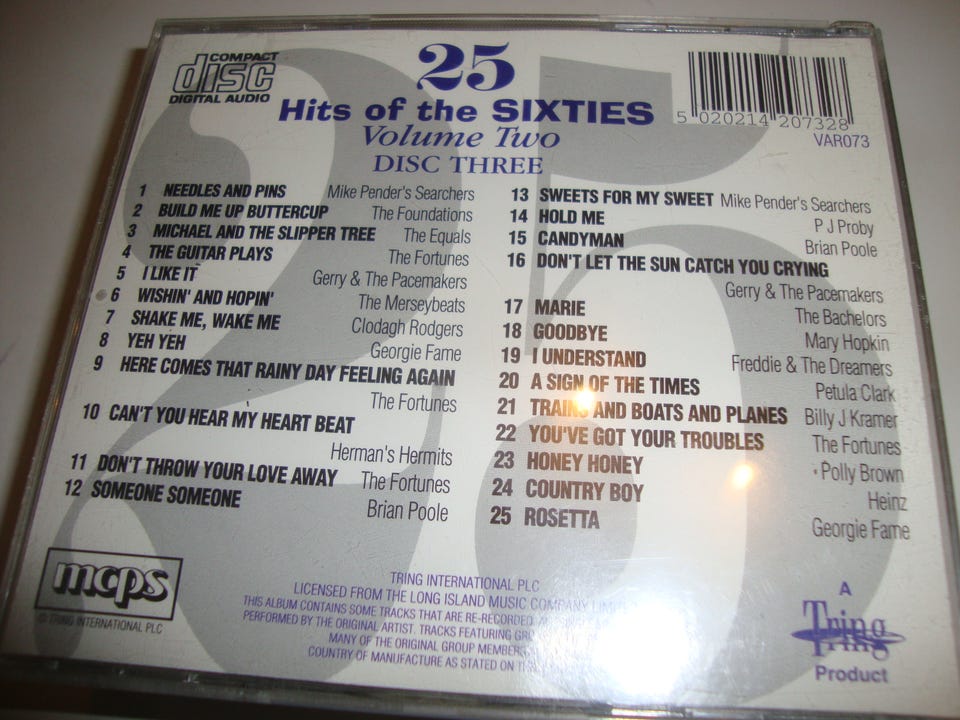 COMPACT
disc
DIGITAL AUDIO
25
Hits of the SIXTIES
Volume Two
DISC THREE
5 020214 207328
VAR073
1 NEEDLES AND PINS Mike Pender's Searchers
2 BUILD ME UP BUTTERCUP The Foundations
3 MICHAEL AND THE SLIPPER TREE The Equals
4 THE GUITAR PLAYS The Fortunes
5 I LIKE IT Gerry & The Pacemakers
6 WISHIN' AND HOPIN' The Merseybeats
7 SHAKE ME, WAKE ME Clodagh Rodgers
8 YEH YEH Georgie Fame
9 HERE COMES THAT RAINY DAY FEELING AGAIN
The Fortunes
10 CAN'T YOU HEAR MY HEART BEAT
Herman's Hermits
11 DON'T THROW YOUR LOVE AWAY The Fortunes
12 SOMEONE SOMEONE Brian Poole
13 SWEETS FOR MY SWEET Mike Pender's Searchers
14 HOLD ME P J Proby
15 CANDYMAN Brian Poole
16 DON'T LET THE SUN CATCH YOU CRYING
Gerry & The Pacemakers
17 MARIE The Bachelors
18 GOODBYE Mary Hopkin
19 I UNDERSTAND Freddie & The Dreamers
20 A SIGN OF THE TIMES Petula Clark
21 TRAINS AND BOATS AND PLANES Billy J Kramer
22 YOU'VE GOT YOUR TROUBLES The Fortunes
23 HONEY HONEY Polly Brown
24 COUNTRY BOY Heinz
25 ROSETTA Georgie Fame
mcps
© TRING INTERNATIONAL PLC
TRING INTERNATIONAL PLC
LICENSED FROM THE LONG ISLAND MUSIC COMPANY
THIS ALBUM CONTAINS SOME TRACKS THAT ARE RE-RECORDED
PERFORMED BY THE ORIGINAL ARTIST. TRACKS FEATURING
MANY OF THE ORIGINAL GROUP
COUNTRY OF MANUFACTURE AS STATED ON
A
Tring
Product